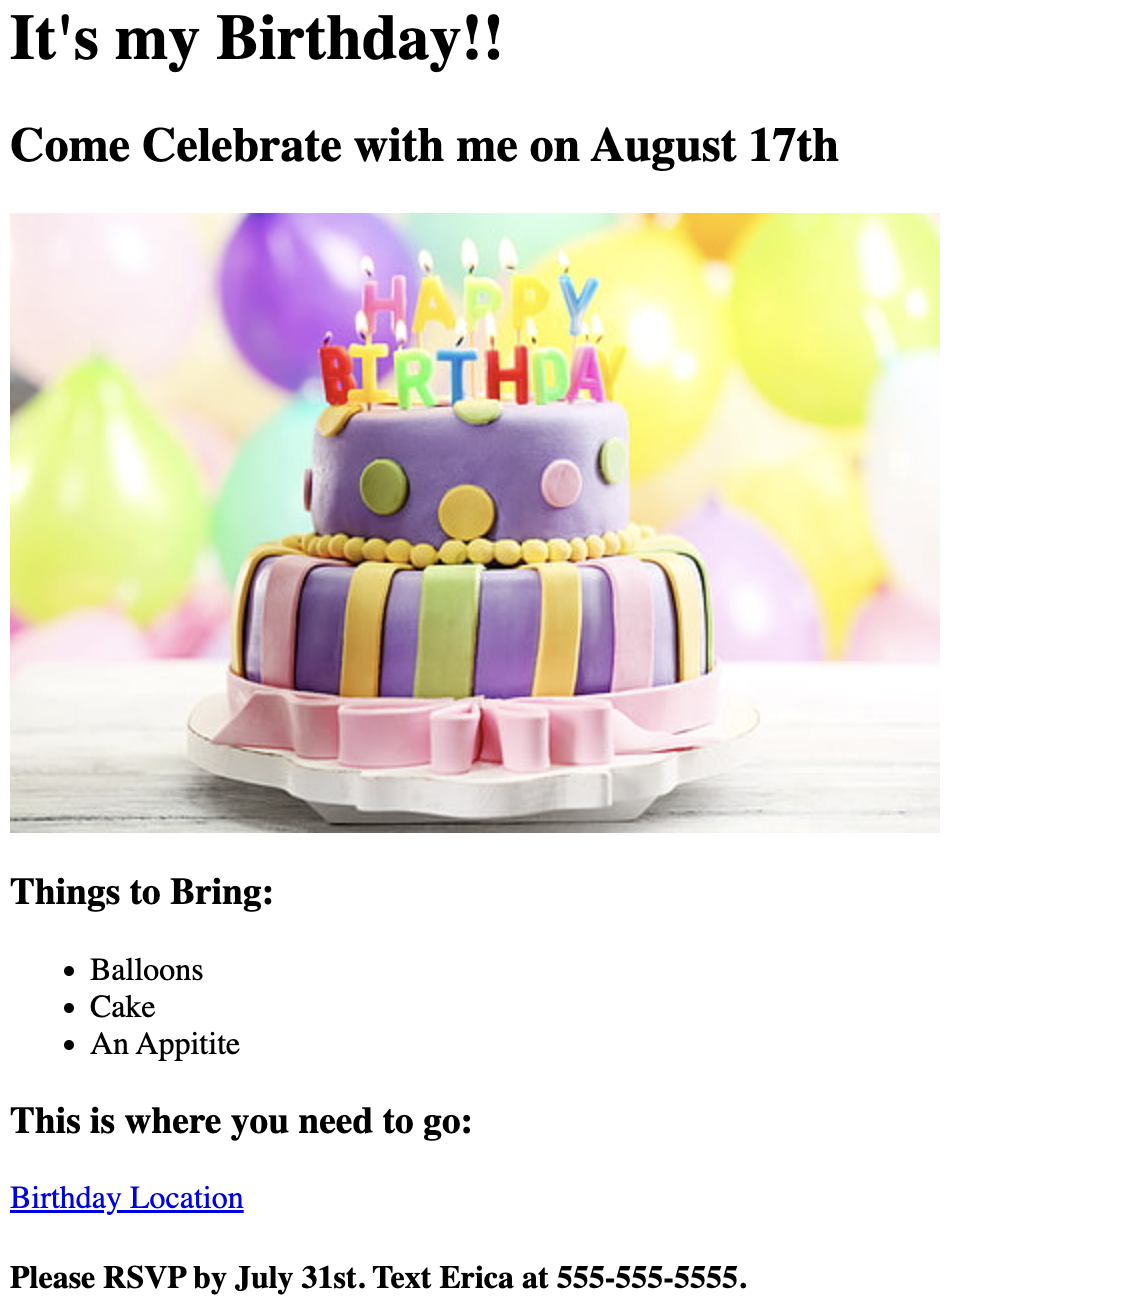 It's my Birthday!!
Come Celebrate with me on August 17th
HAPPY
BIRTHDAY
Things to Bring:
Balloons
Cake
An Appitite
This is where you need to go:
Birthday Location
Please RSVP by July 31st. Text Erica at 555-555-5555.